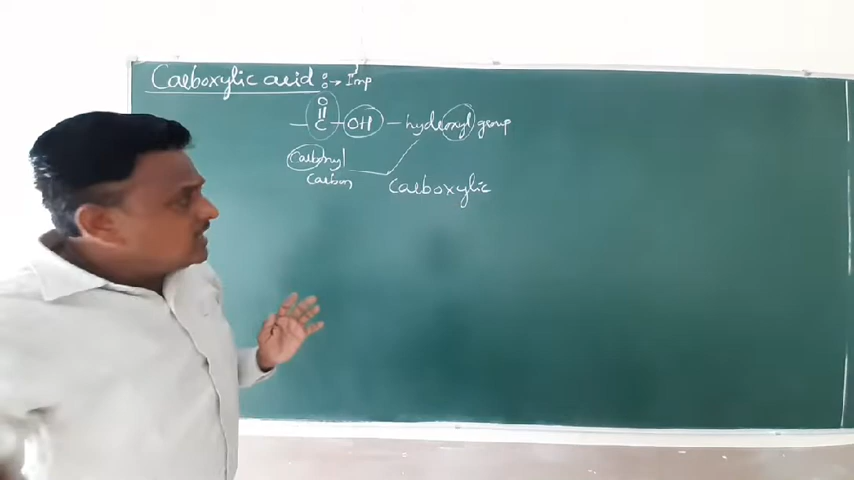 Carboxylic acid :→ Imp
O
||
— C — OH — hydroxyl group
Carbonyl
Carbon
Carboxylic